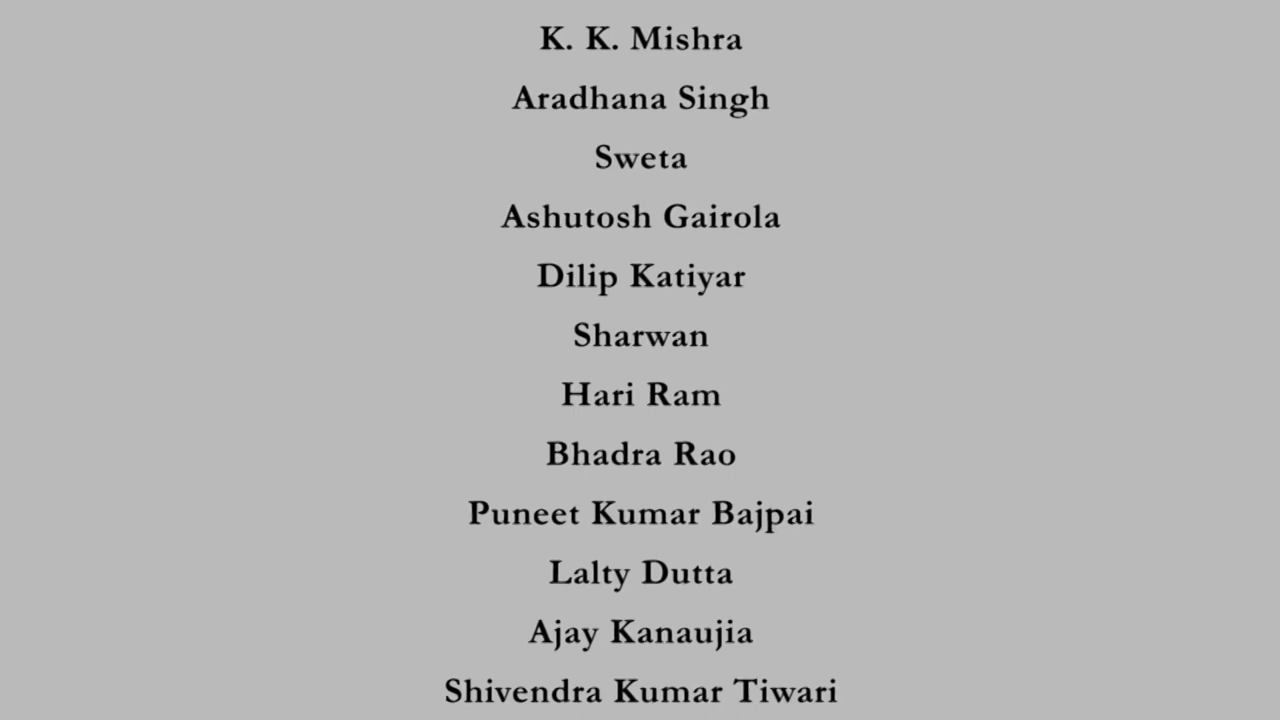 K. K. Mishra
Aradhana Singh
Sweta
Ashutosh Gairola
Dilip Katiyar
Sharwan
Hari Ram
Bhadra Rao
Puneet Kumar Bajpai
Lalty Dutta
Ajay Kanaujia
Shivendra Kumar Tiwari